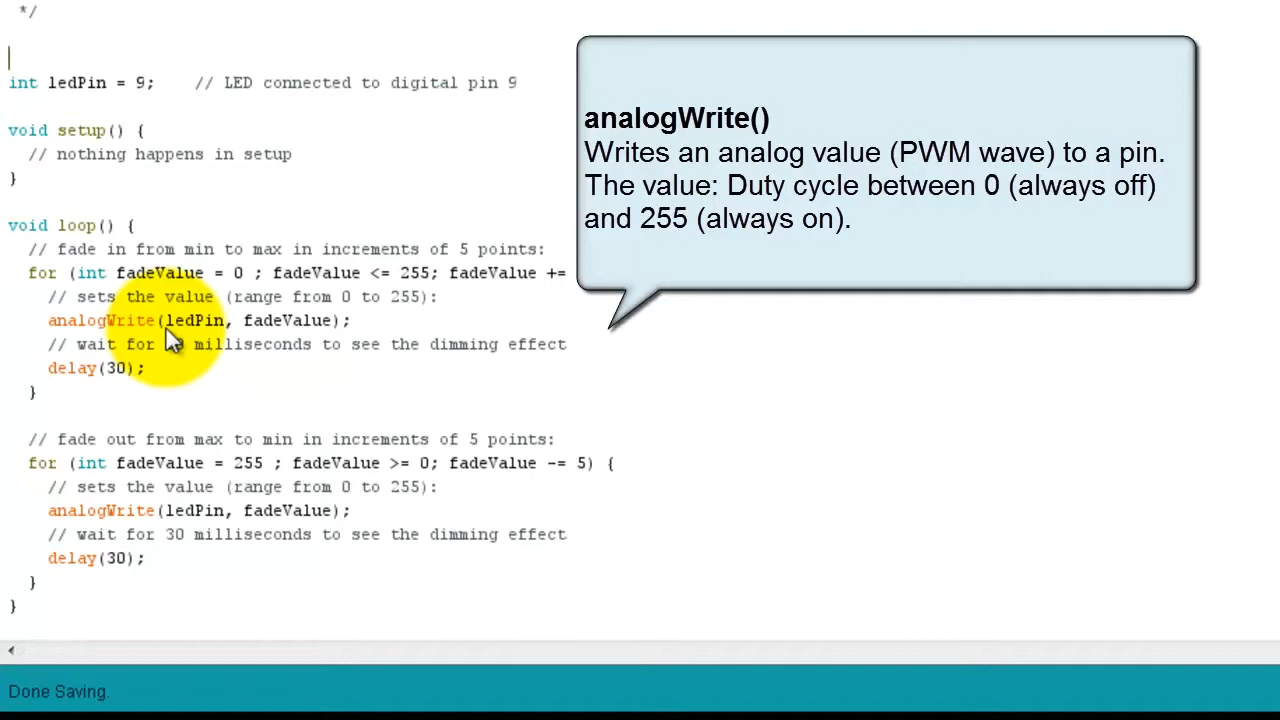 */
int ledPin = 9;    // LED connected to digital pin 9
void setup() {
  // nothing happens in setup
}
void loop() {
  // fade in from min to max in increments of 5 points:
  for (int fadeValue = 0 ; fadeValue <= 255; fadeValue +=
    // sets the value (range from 0 to 255):
    analogWrite(ledPin, fadeValue);
    // wait for milliseconds to see the dimming effect
    delay(30);
  }
  // fade out from max to min in increments of 5 points:
  for (int fadeValue = 255 ; fadeValue >= 0; fadeValue -= 5) {
    // sets the value (range from 0 to 255):
    analogWrite(ledPin, fadeValue);
    // wait for 30 milliseconds to see the dimming effect
    delay(30);
  }
}
analogWrite()
Writes an analog value (PWM wave) to a pin.
The value: Duty cycle between 0 (always off)
and 255 (always on).
Done Saving.